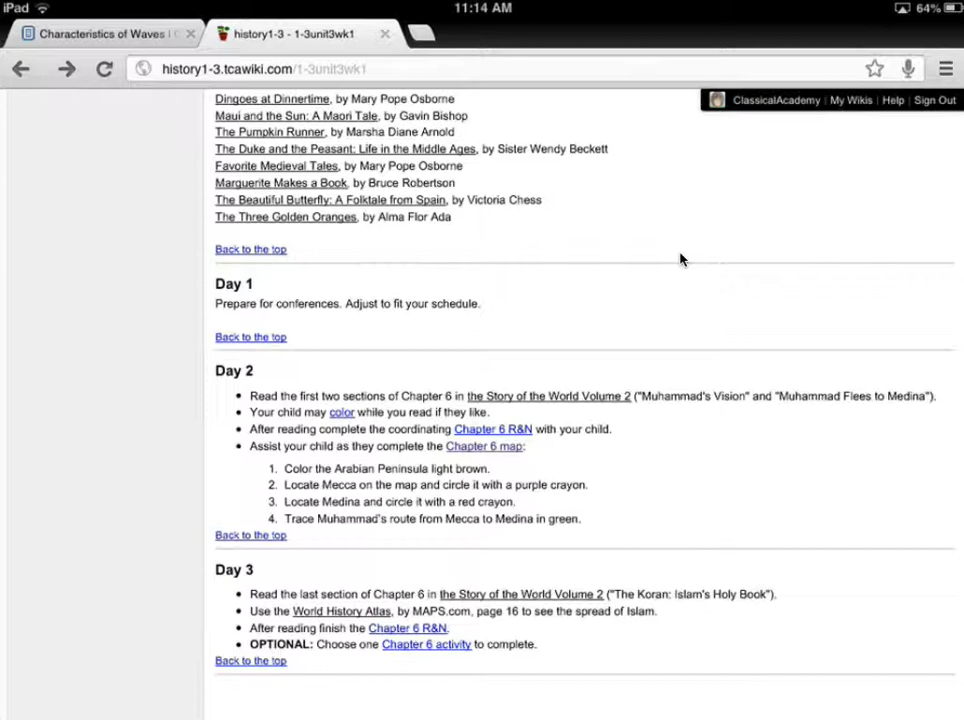 iPad 11:14 AM 64%
Characteristics of Waves | history1-3 - 1-3unit3wk1
history1-3.tcawiki.com/1-3unit3wk1
ClassicalAcademy | My Wikis | Help | Sign Out
Dingoes at Dinnertime, by Mary Pope Osborne
Maui and the Sun: A Maori Tale, by Gavin Bishop
The Pumpkin Runner, by Marsha Diane Arnold
The Duke and the Peasant: Life in the Middle Ages, by Sister Wendy Beckett
Favorite Medieval Tales, by Mary Pope Osborne
Marguerite Makes a Book, by Bruce Robertson
The Beautiful Butterfly: A Folktale from Spain, by Victoria Chess
The Three Golden Oranges, by Alma Flor Ada
Back to the top
Day 1
Prepare for conferences. Adjust to fit your schedule.
Back to the top
Day 2
• Read the first two sections of Chapter 6 in the Story of the World Volume 2 ("Muhammad's Vision" and "Muhammad Flees to Medina").
• Your child may color while you read if they like.
• After reading complete the coordinating Chapter 6 R&N with your child.
• Assist your child as they complete the Chapter 6 map:
1. Color the Arabian Peninsula light brown.
2. Locate Mecca on the map and circle it with a purple crayon.
3. Locate Medina and circle it with a red crayon.
4. Trace Muhammad's route from Mecca to Medina in green.
Back to the top
Day 3
• Read the last section of Chapter 6 in the Story of the World Volume 2 ("The Koran: Islam's Holy Book").
• Use the World History Atlas, by MAPS.com, page 16 to see the spread of Islam.
• After reading finish the Chapter 6 R&N.
• OPTIONAL: Choose one Chapter 6 activity to complete.
Back to the top